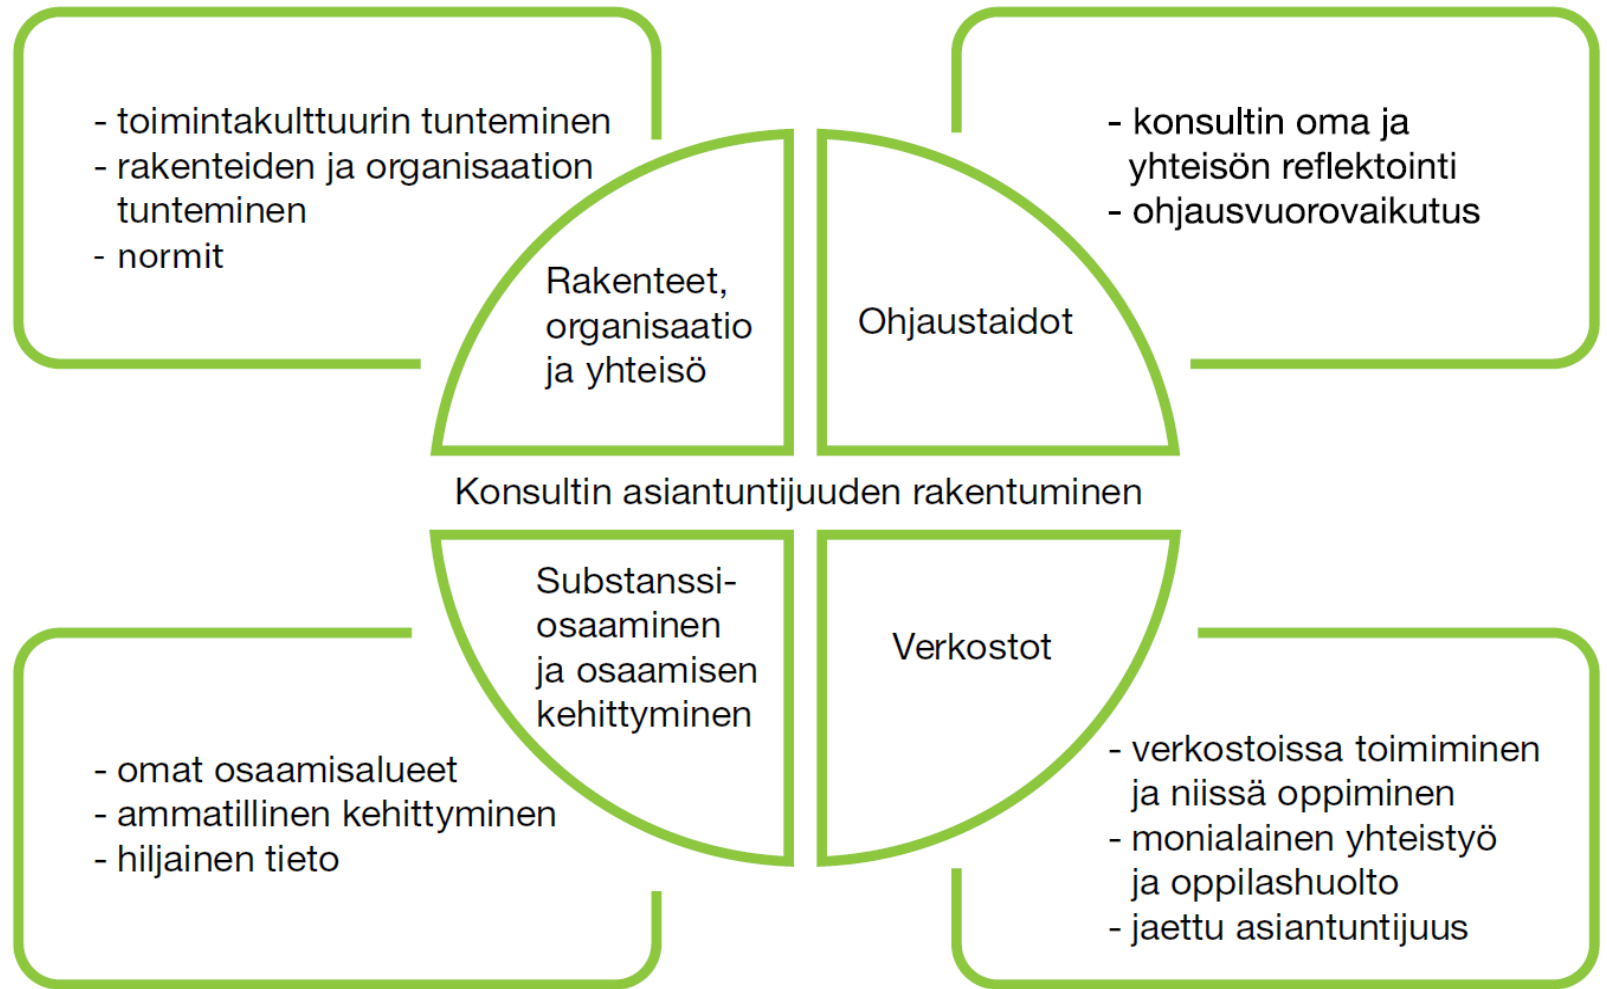 - toimintakulttuurin tunteminen
- rakenteiden ja organisaation
tunteminen
- normit
- konsultin oma ja
yhteisön reflektointi
- ohjausvuorovaikutus
Rakenteet,
organisaatio
ja yhteisö
Ohjaustaidot
Konsultin asiantuntijuuden rakentuminen
Substanssi-
osaaminen
ja osaamisen
kehittyminen
Verkostot
- omat osaamisalueet
- ammatillinen kehittyminen
- hiljainen tieto
- verkostoissa toimiminen
ja niissä oppiminen
- monialainen yhteistyö
ja oppilashuolto
- jaettu asiantuntijuus